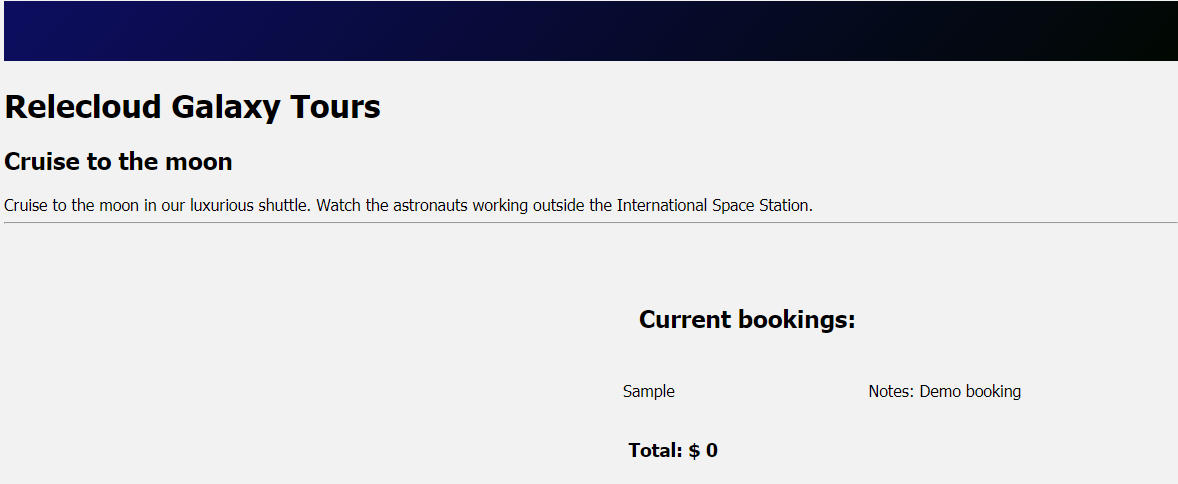 Relecloud Galaxy Tours
Cruise to the moon
Cruise to the moon in our luxurious shuttle. Watch the astronauts working outside the International Space Station.
Current bookings:
Sample Notes: Demo booking
Total: $ 0